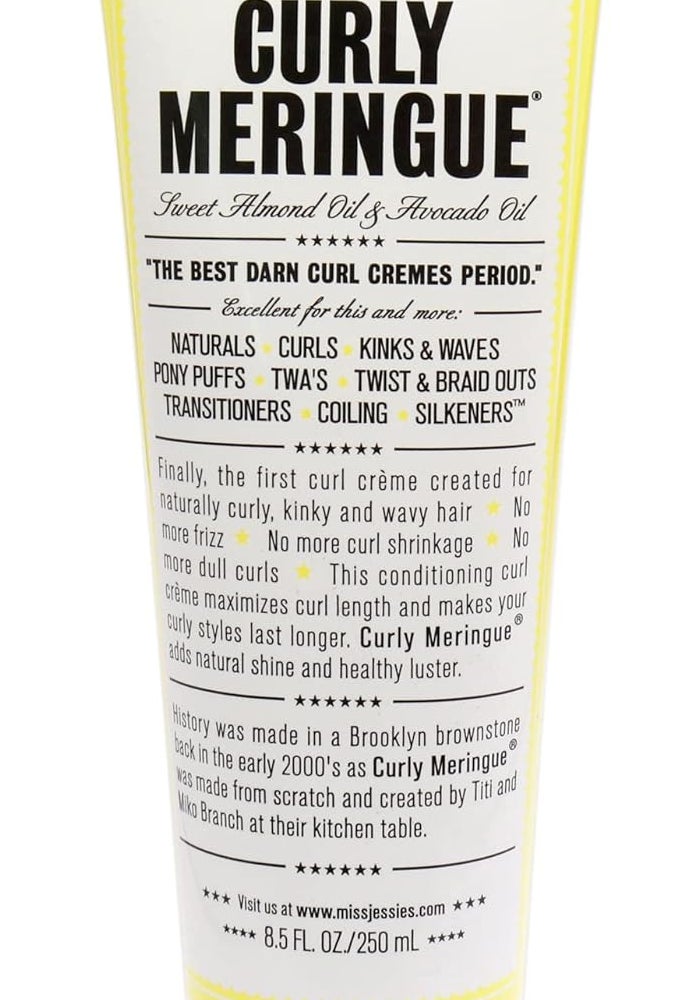 CURLY
MERINGUE®
Sweet Almond Oil & Avocado Oil
★★★★★★
"THE BEST DARN CURL CREMES PERIOD."
Excellent for this and more:
NATURALS ★ CURLS ★ KINKS & WAVES
PONY PUFFS ★ TWA'S ★ TWIST & BRAID OUTS
TRANSITIONERS ★ COILING ★ SILKENERS™
★★★★★★
Finally, the first curl crème created for
naturally curly, kinky and wavy hair ★ No
more frizz ★ No more curl shrinkage ★ No
more dull curls ★ This conditioning curl
crème maximizes curl length and makes your
curly styles last longer. Curly Meringue®
adds natural shine and healthy luster.
★★★★★★
History was made in a Brooklyn brownstone
back in the early 2000's as Curly Meringue®
was made from scratch and created by Titi and
Miko Branch at their kitchen table.
★★★★★★
★★★ Visit us at www.missjessies.com ★★★
★★★★ 8.5 FL. OZ./250 mL ★★★★